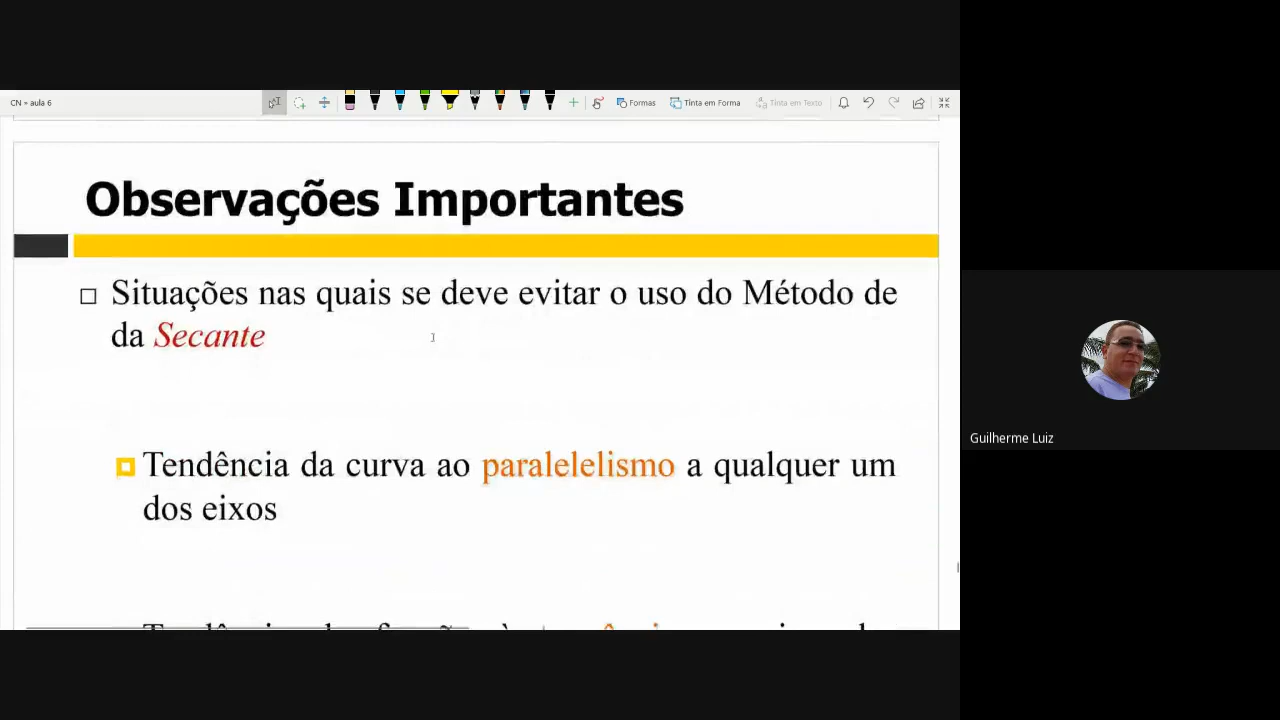 CN » aula 6
Formas
Tinta em Forma
Tinta em Texto
Observações Importantes
Situações nas quais se deve evitar o uso do Método de
da Secante
Tendência da curva ao paralelelismo a qualquer um
dos eixos
Guilherme Luiz